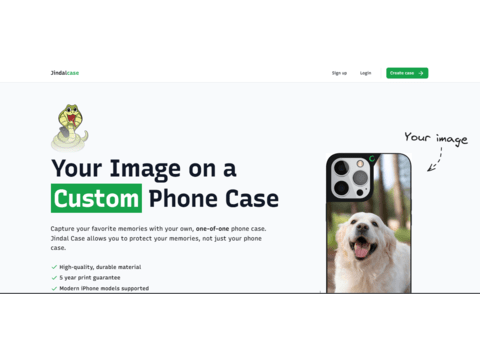 Jindalcase
Sign up
Login
Create case
Your image
Your Image on a
Custom Phone Case
Capture your favorite memories with your own, one-of-one phone case.
Jindal Case allows you to protect your memories, not just your phone
case.
High-quality, durable material
5 year print guarantee
Modern iPhone models supported